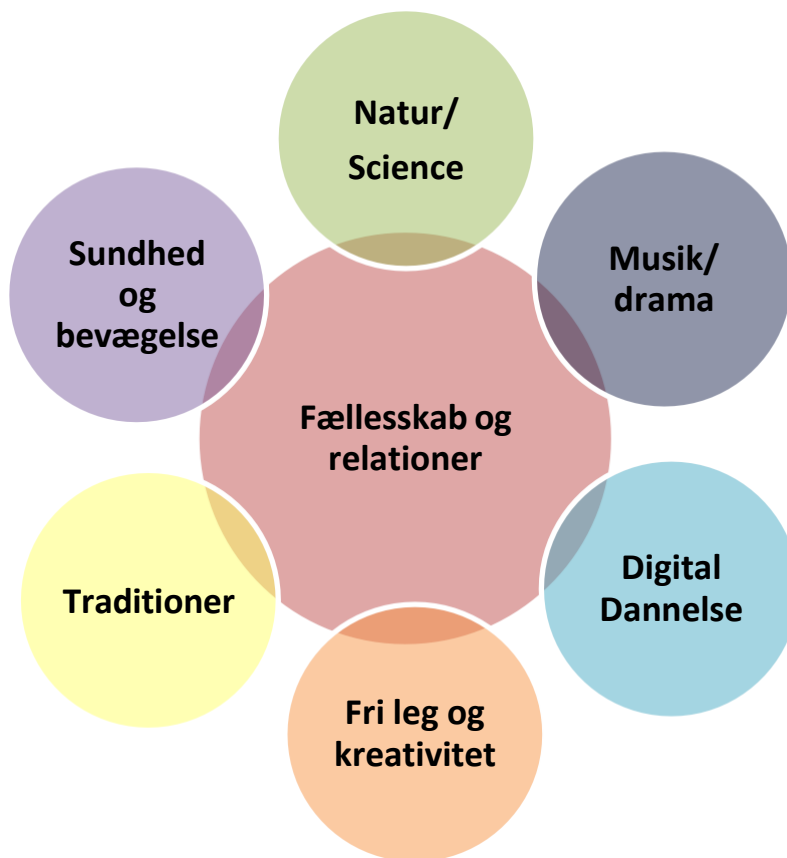 Natur/
Science
Sundhed
og
bevægelse
Musik/
drama
Fællesskab og
relationer
Traditioner
Digital
Dannelse
Fri leg og
kreativitet